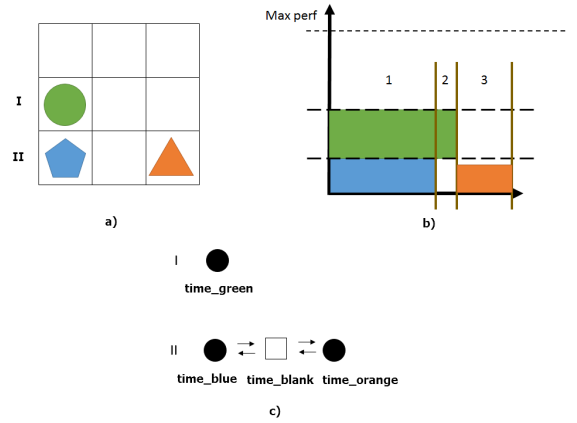 Max perf
1 2 3
I
II
a)
b)
I
time_green
II
time_blue time_blank time_orange
c)